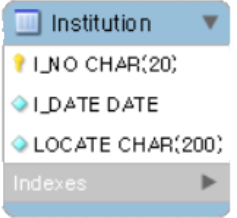 Institution
I_NO CHAR(20)
I_DATE DATE
LOCATE CHAR(200)
Indexes